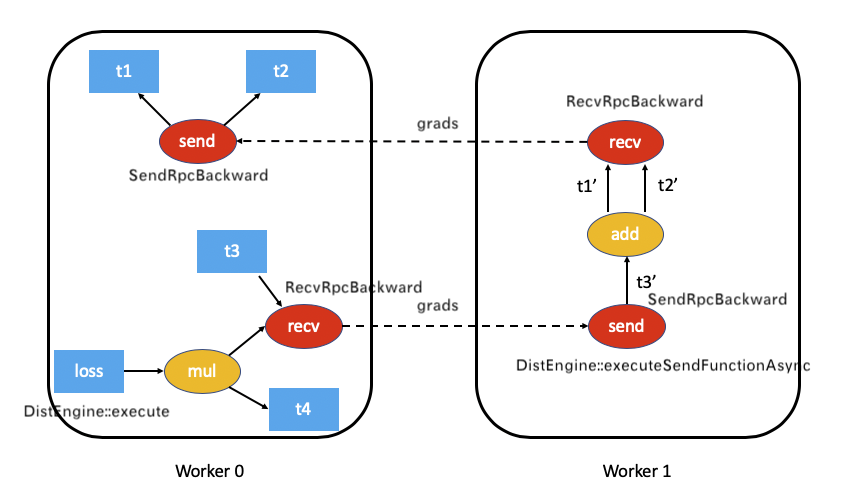 t1
t2
send
SendRpcBackward
grads
RecvRpcBackward
recv
t1’
t2’
add
t3’
SendRpcBackward
send
DistEngine::executeSendFunctionAsync
t3
RecvRpcBackward
recv
grads
loss
mul
t4
DistEngine::execute
Worker 0
Worker 1